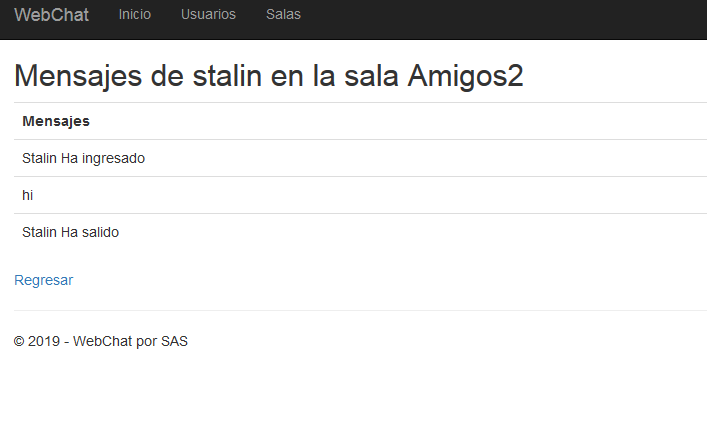 WebChat Inicio Usuarios Salas
Mensajes de stalin en la sala Amigos2
Mensajes
Stalin Ha ingresado
hi
Stalin Ha salido
Regresar
© 2019 - WebChat por SAS